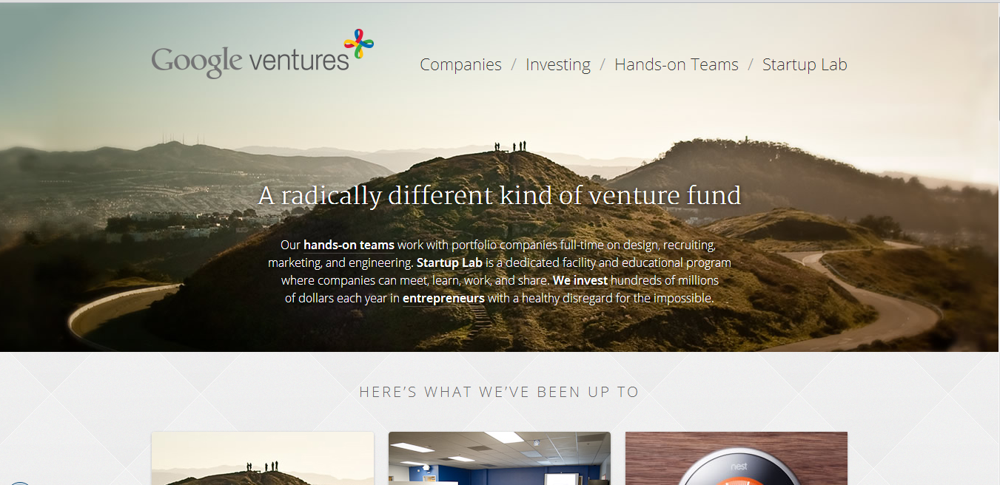 Google ventures
Companies / Investing / Hands-on Teams / Startup Lab
A radically different kind of venture fund
Our hands-on teams work with portfolio companies full-time on design, recruiting,
marketing, and engineering. Startup Lab is a dedicated facility and educational program
where companies can meet, learn, work, and share. We invest hundreds of millions
of dollars each year in entrepreneurs with a healthy disregard for the impossible.
HERE’S WHAT WE’VE BEEN UP TO
nest